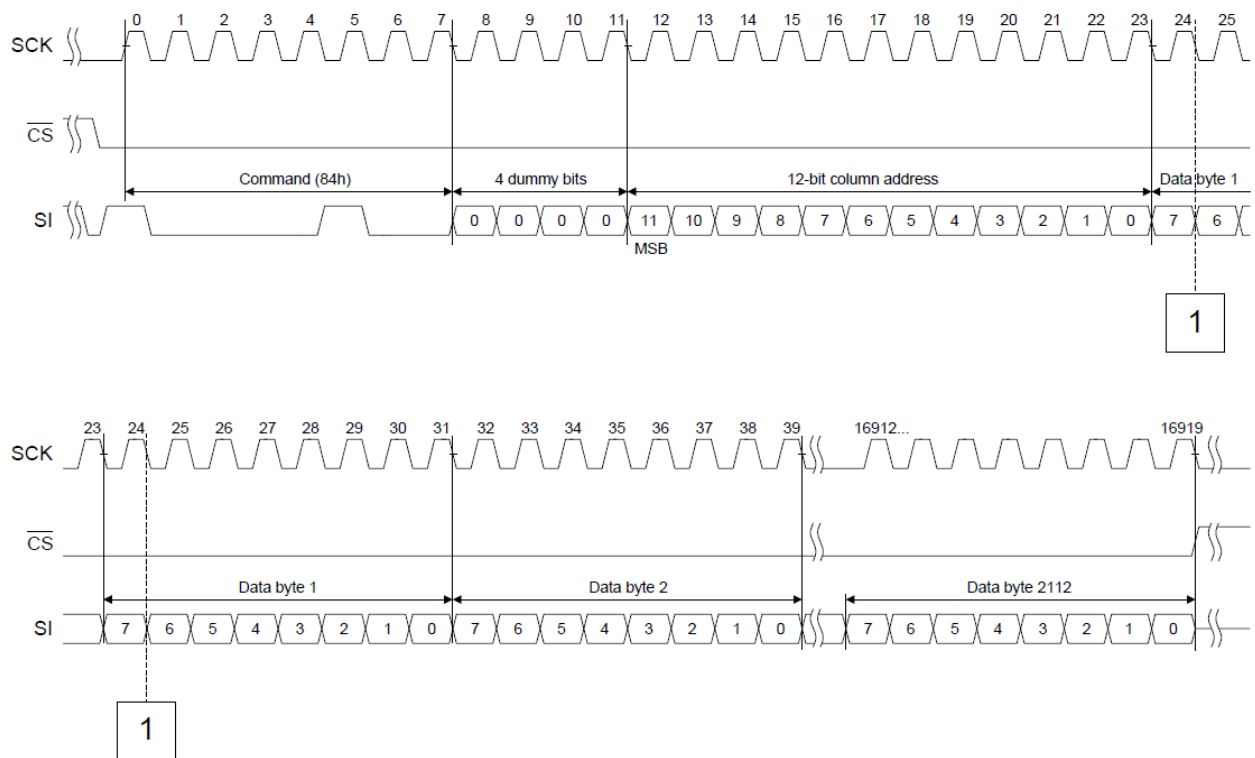 0 1 2 3 4 5 6 7 8 9 10 11 12 13 14 15 16 17 18 19 20 21 22 23 24 25
SCK
CS
Command (84h) 4 dummy bits 12-bit column address Data byte 1
SI 0 0 0 0 11 10 9 8 7 6 5 4 3 2 1 0 7 6
MSB
1
23 24 25 26 27 28 29 30 31 32 33 34 35 36 37 38 39 16912... 16919
SCK
CS
Data byte 1 Data byte 2 Data byte 2112
SI 7 6 5 4 3 2 1 0 7 6 5 4 3 2 1 0 7 6 5 4 3 2 1 0
1